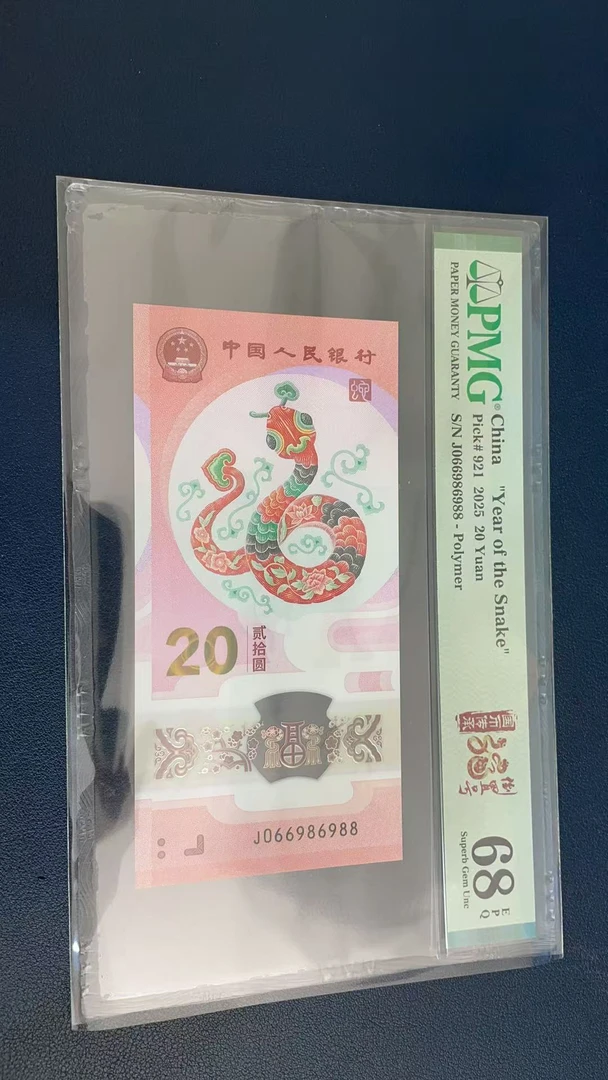 PMG®
PAPER MONEY GUARANTY
China "Year of the Snake"
Pick# 921 2025 20 Yuan
S/N J066986988 - Polymer
68
E
P
Q
Superb Gem Unc
中国人民银行
20
贰拾圆
J066986988